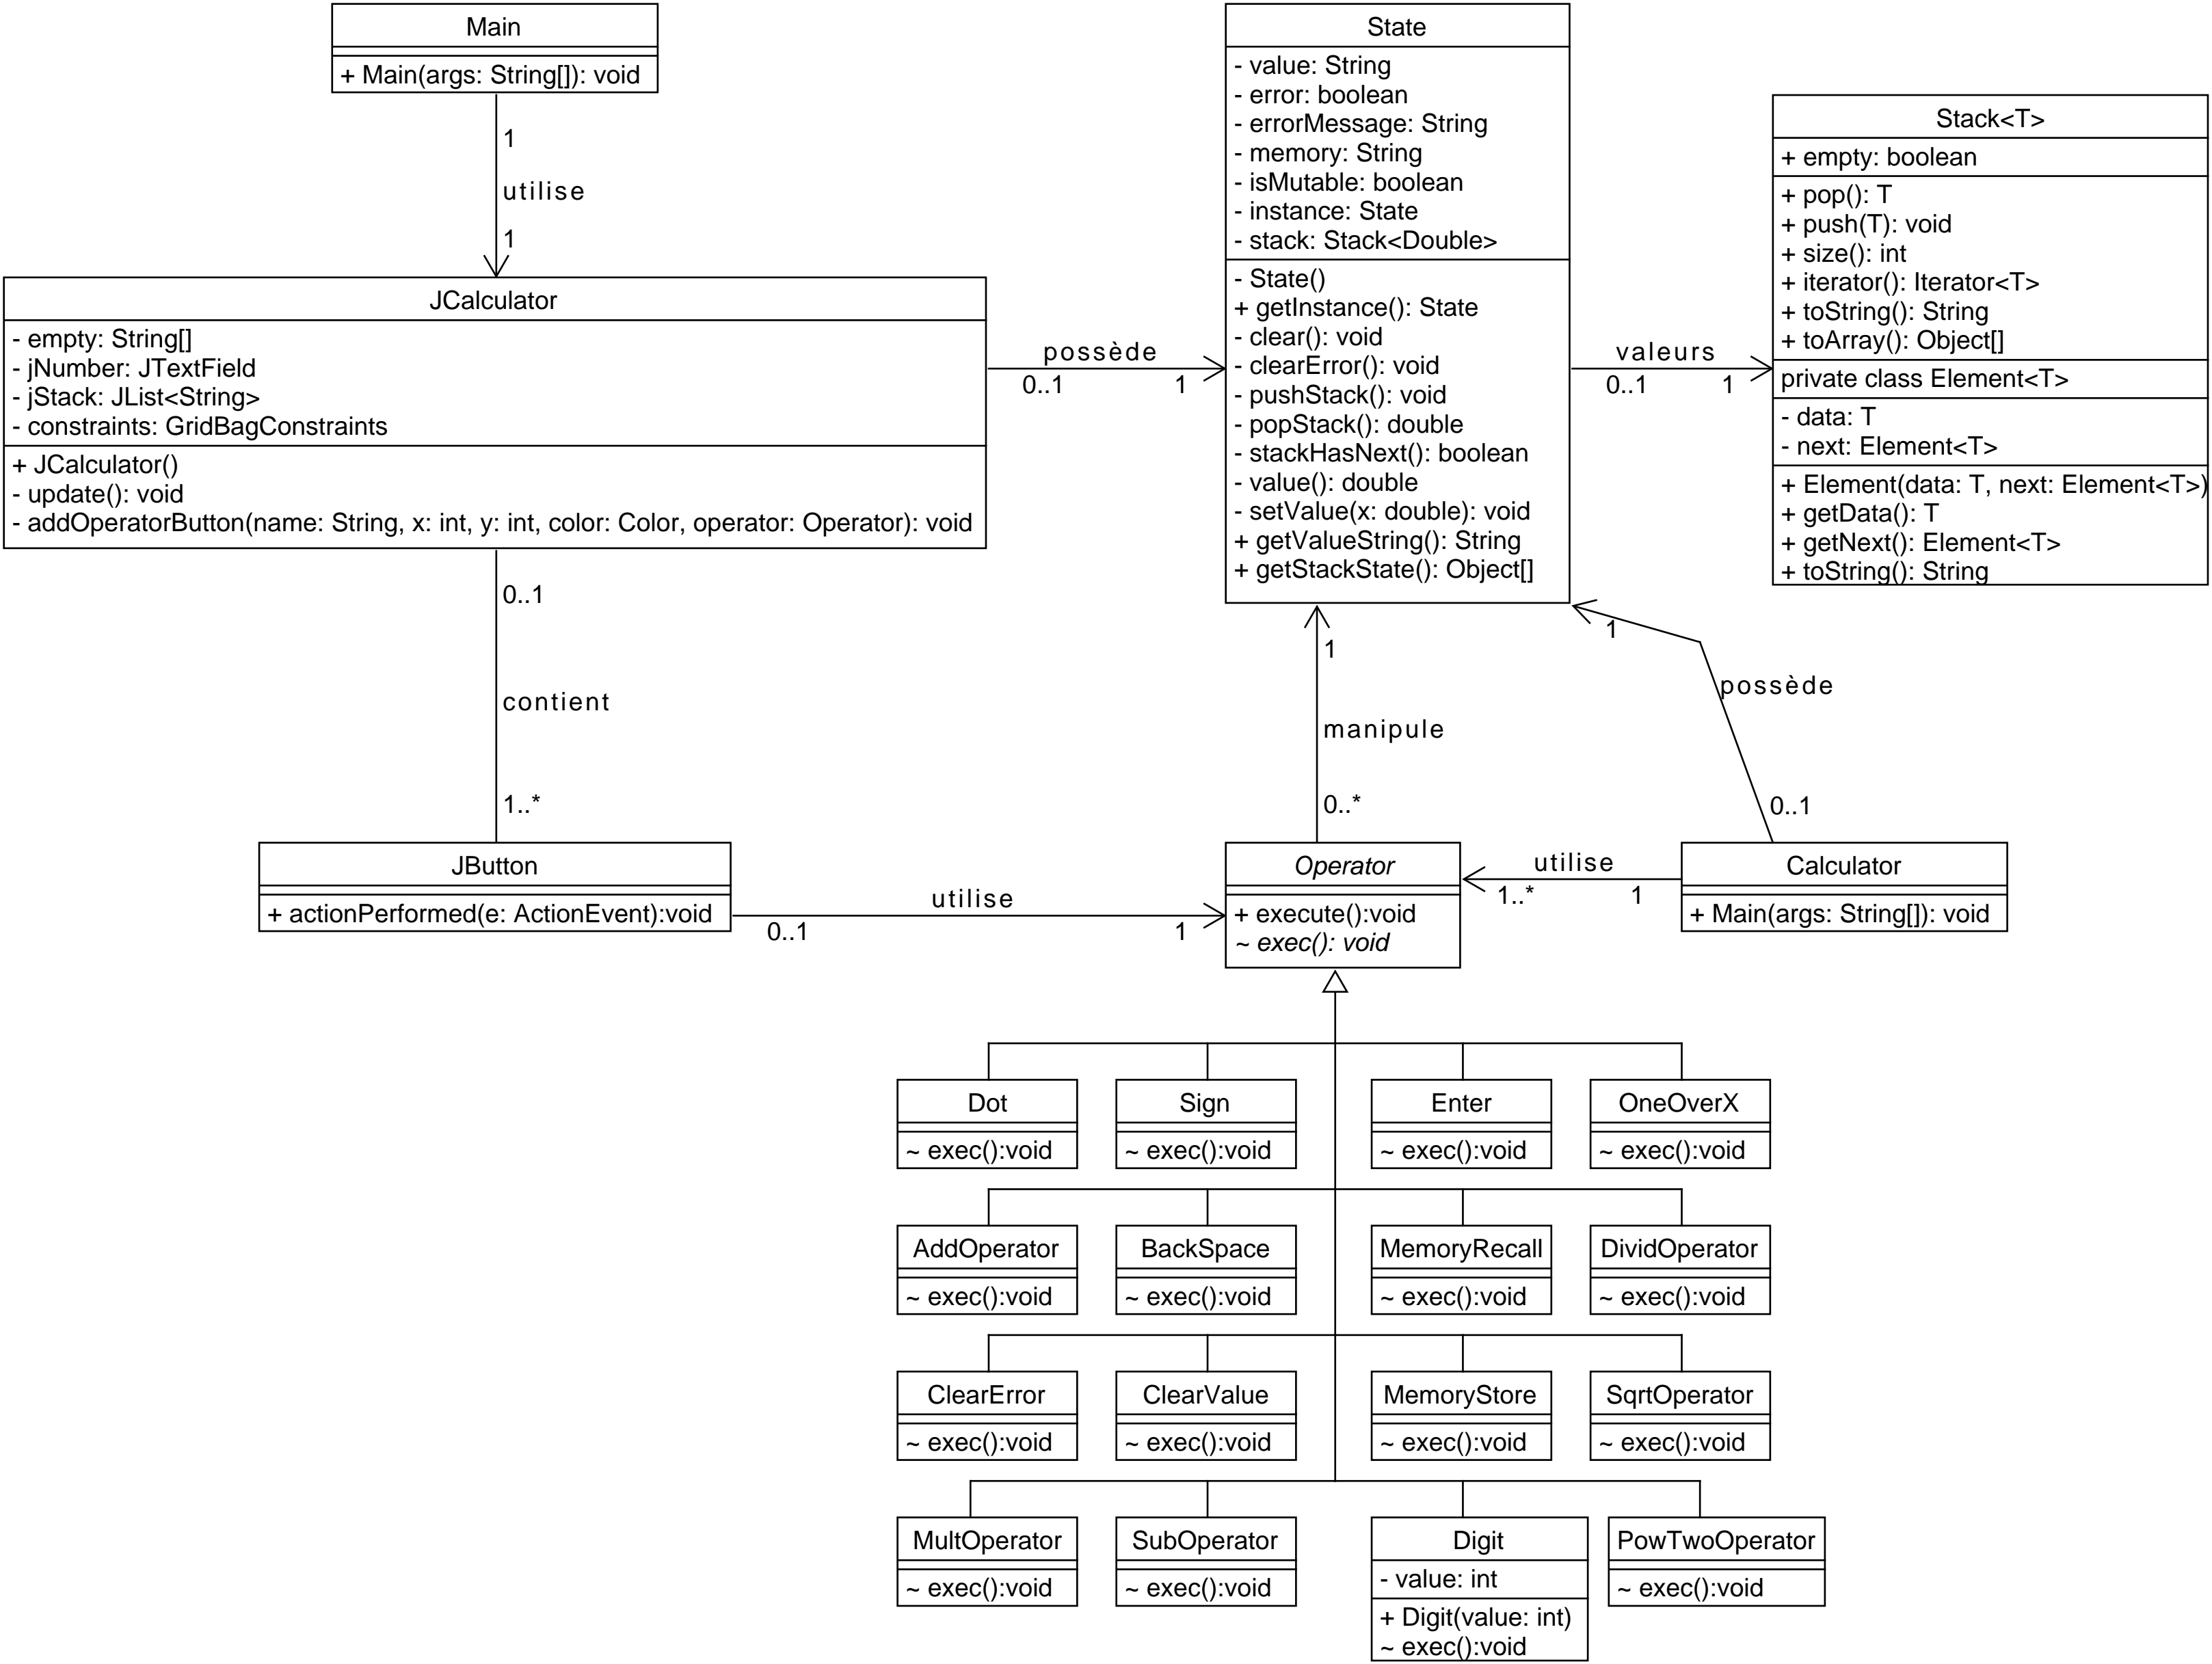 Main
+ Main(args: String[]): void
1
utilise
1
JCalculator
- empty: String[]
- jNumber: JTextField
- jStack: JList<String>
- constraints: GridBagConstraints
+ JCalculator()
- update(): void
- addOperatorButton(name: String, x: int, y: int, color: Color, operator: Operator): void
possède
0..1 1
State
- value: String
- error: boolean
- errorMessage: String
- memory: String
- isMutable: boolean
- instance: State
- stack: Stack<Double>
- State()
+ getInstance(): State
- clear(): void
- clearError(): void
- pushStack(): void
- popStack(): double
- stackHasNext(): boolean
- value(): double
- setValue(x: double): void
+ getValueString(): String
+ getStackState(): Object[]
valeurs
0..1 1
Stack<T>
+ empty: boolean
+ pop(): T
+ push(T): void
+ size(): int
+ iterator(): Iterator<T>
+ toString(): String
+ toArray(): Object[]
private class Element<T>
- data: T
- next: Element<T>
+ Element(data: T, next: Element<T>)
+ getData(): T
+ getNext(): Element<T>
+ toString(): String
0..1
contient
1..*
1
manipule
0..*
1
possède
0..1
JButton
+ actionPerformed(e: ActionEvent):void
utilise
0..1 1
Operator
+ execute():void
~ exec(): void
utilise
1..* 1
Calculator
+ Main(args: String[]): void
Dot
~ exec():void
Sign
~ exec():void
Enter
~ exec():void
OneOverX
~ exec():void
AddOperator
~ exec():void
BackSpace
~ exec():void
MemoryRecall
~ exec():void
DividOperator
~ exec():void
ClearError
~ exec():void
ClearValue
~ exec():void
MemoryStore
~ exec():void
SqrtOperator
~ exec():void
MultOperator
~ exec():void
SubOperator
~ exec():void
Digit
- value: int
+ Digit(value: int)
~ exec():void
PowTwoOperator
~ exec():void